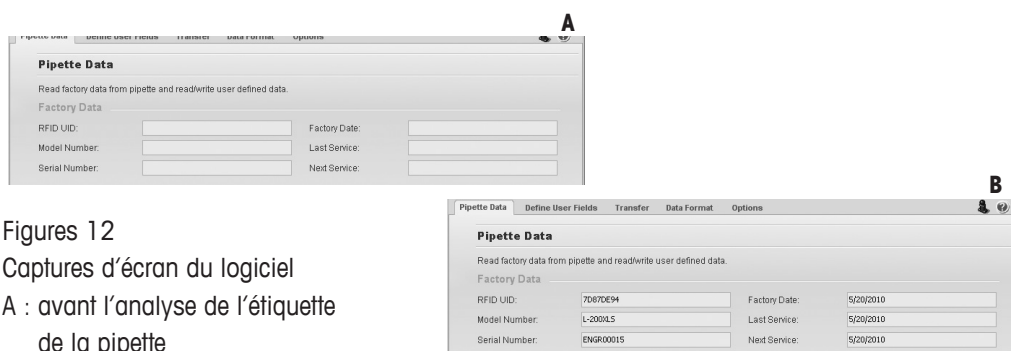 A
Pipette Data Define User Fields Transfer Data Format Options
Pipette Data
Read factory data from pipette and read/write user defined data.
Factory Data
RFID UID: Factory Date:
Model Number: Last Service:
Serial Number: Next Service:
B
Pipette Data Define User Fields Transfer Data Format Options
Pipette Data
Read factory data from pipette and read/write user defined data.
Factory Data
RFID UID: 7D87DE94 Factory Date: 5/20/2010
Model Number: L-200XLS Last Service: 5/20/2010
Serial Number: ENGR00015 Next Service: 5/20/2010
Figures 12
Captures d’écran du logiciel
A : avant l’analyse de l’étiquette
de la pipette